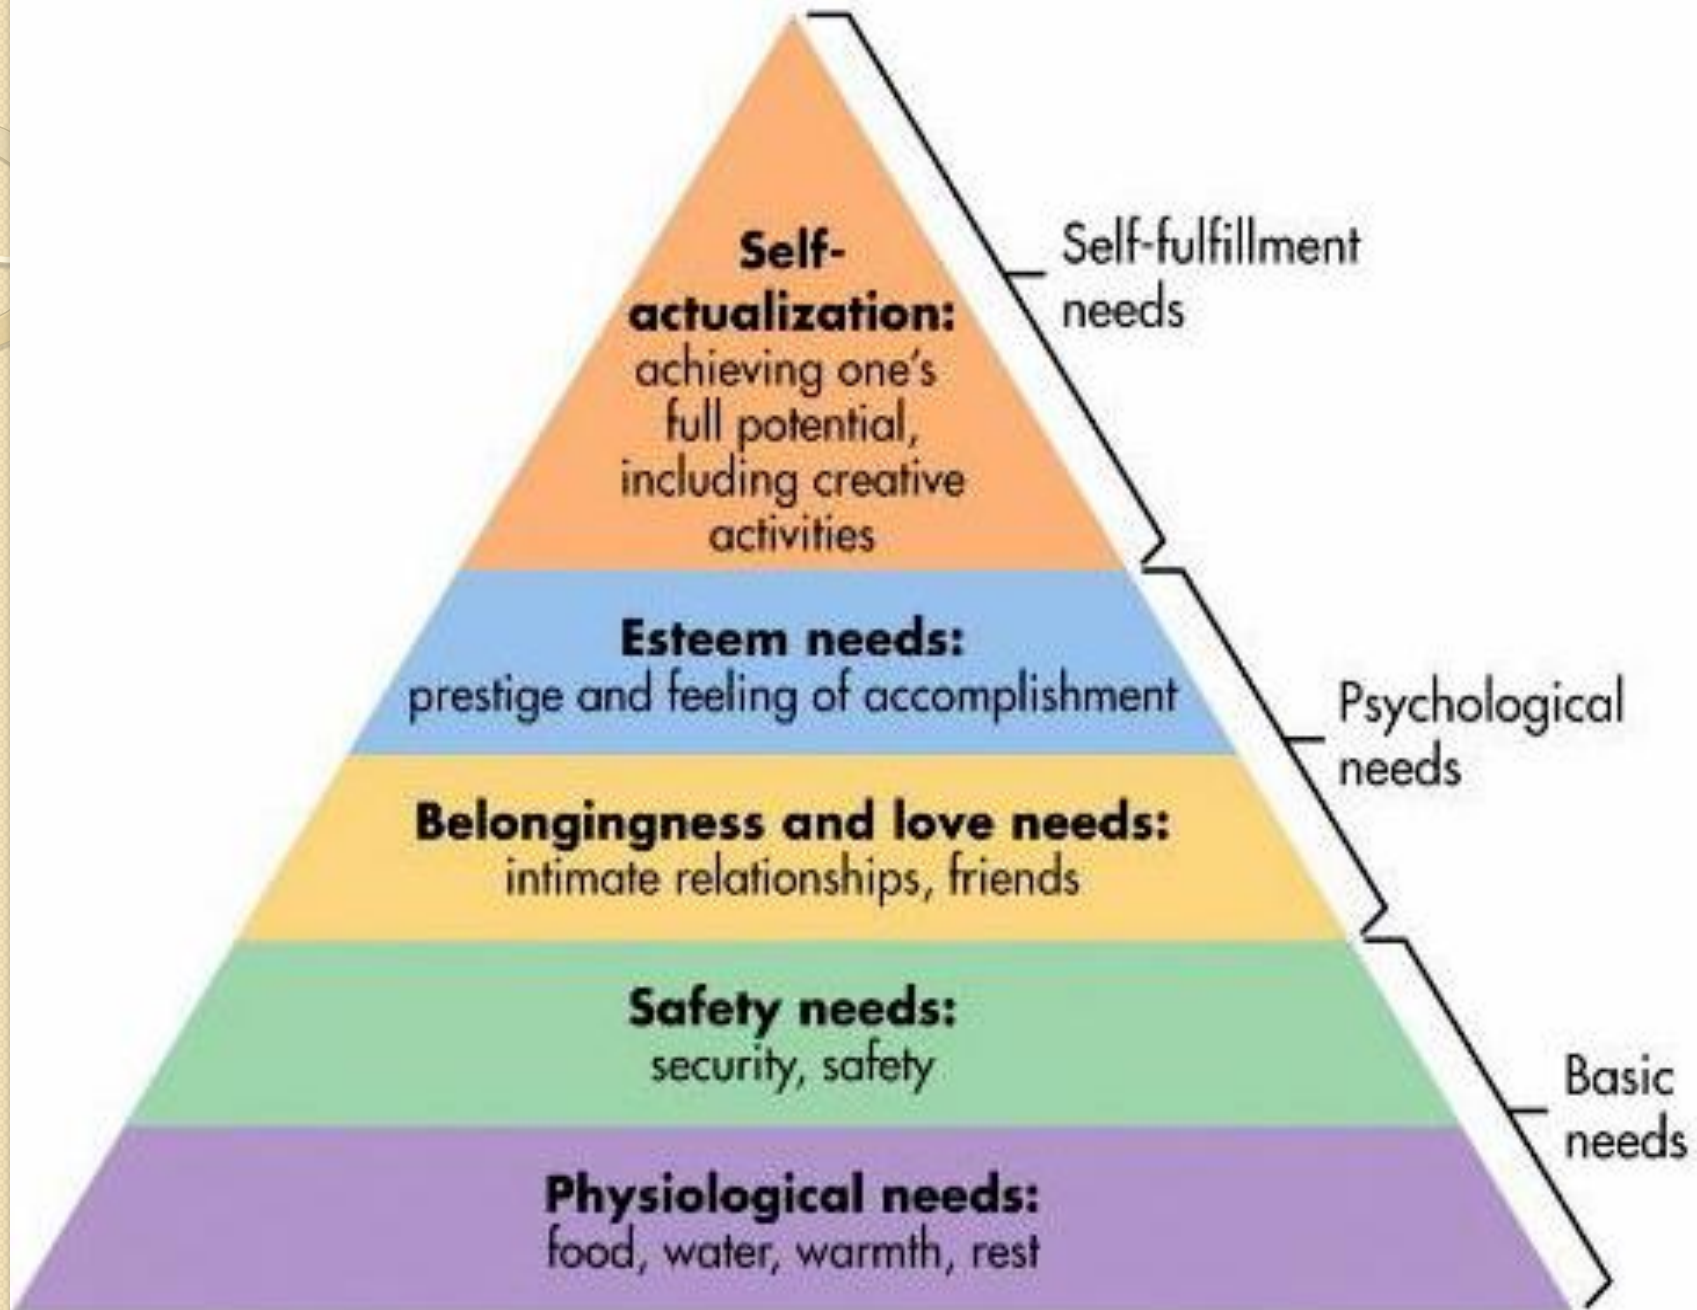 Self-
actualization:
achieving one's
full potential,
including creative
activities
Self-fulfillment
needs
Esteem needs:
prestige and feeling of accomplishment
Psychological
needs
Belongingness and love needs:
intimate relationships, friends
Safety needs:
security, safety
Basic
needs
Physiological needs:
food, water, warmth, rest